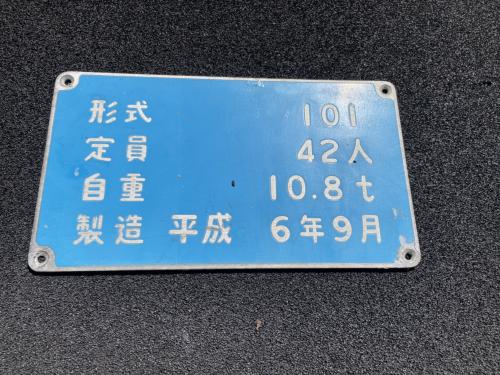 形式 101
定員 42人
自重 10.8t
製造 平成 6年9月